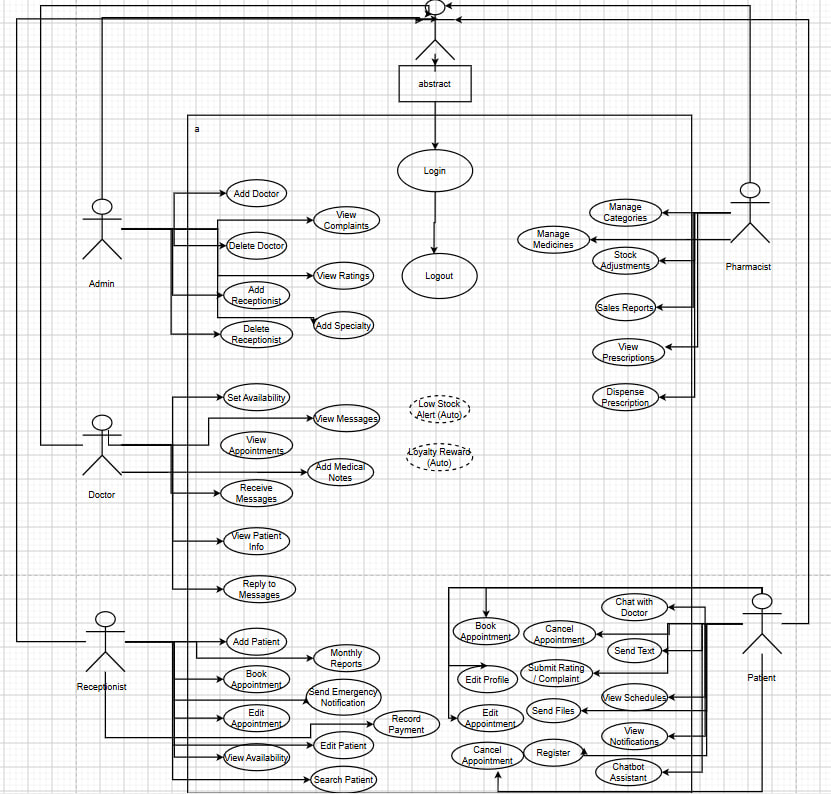 abstract
a
Login
Logout
Admin
Add Doctor
View
Complaints
Delete Doctor
View Ratings
Add
Receptionist
Add Specialty
Delete
Receptionist
Manage
Categories
Manage
Medicines
Stock
Adjustments
Pharmacist
Sales Reports
View
Prescriptions
Dispense
Prescription
Set Availability
View Messages
Low Stock
Alert (Auto)
View
Appointments
Loyalty Reward
(Auto)
Add Medical
Notes
Doctor
Receive
Messages
View Patient
Info
Reply to
Messages
Add Patient
Monthly
Reports
Receptionist
Book
Appointment
Send Emergency
Notification
Edit
Appointment
Record
Payment
Edit Patient
View Availability
Search Patient
Chat with
Doctor
Book
Appointment
Cancel
Appointment
Send Text
Patient
Edit Profile
Submit Rating
/ Complaint
View Schedules
Edit
Appointment
Send Files
View
Notifications
Cancel
Appointment
Register
Chatbot
Assistant